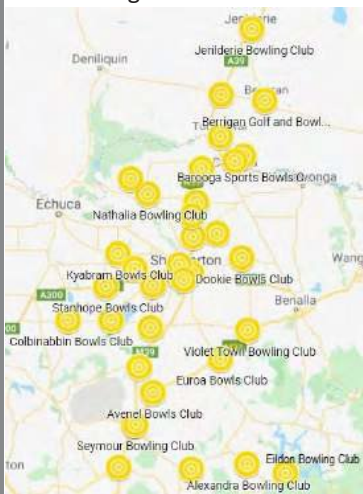 Jerilderie
Jerilderie Bowling Club
A39
Deniliquin
Berrigan Golf and Bowl...
Barooga Sports Bowls C
Echuca
Nathalia Bowling Club
Kyabram Bowls Club
Dookie Bowls Club
A300
Benalla
Stanhope Bowls Club
Colbinabbin Bowls Club
Violet Town Bowling Club
Euroa Bowls Club
Avenel Bowls Club
Seymour Bowling Club
Eildon Bowling Club
Alexandra Bowling Club